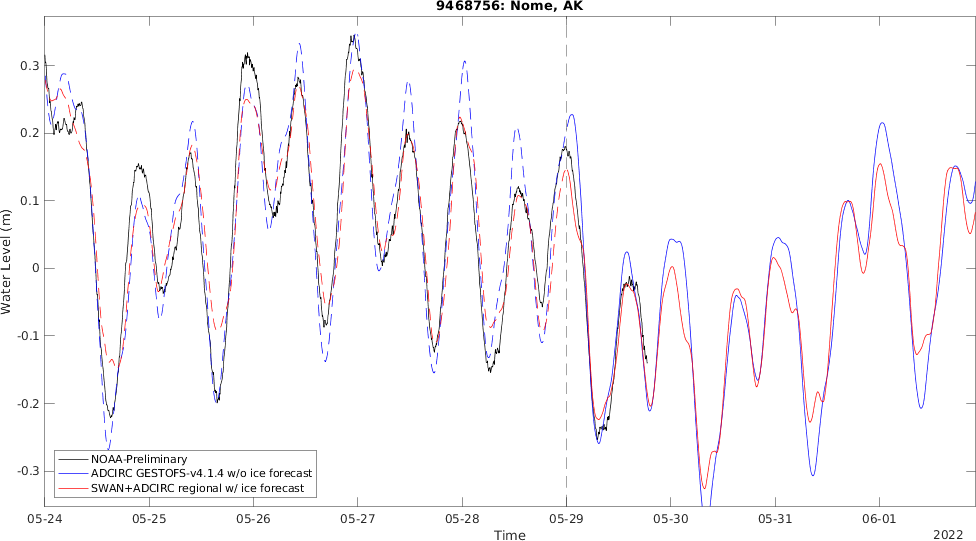 9468756: Nome, AK
0.3
0.2
0.1
0
-0.1
-0.2
-0.3
Water Level (m)
NOAA-Preliminary
ADCIRC GESTOFS-v4.1.4 w/o ice forecast
SWAN+ADCIRC regional w/ ice forecast
05-24 05-25 05-26 05-27 05-28 05-29 05-30 05-31 06-01
Time
2022